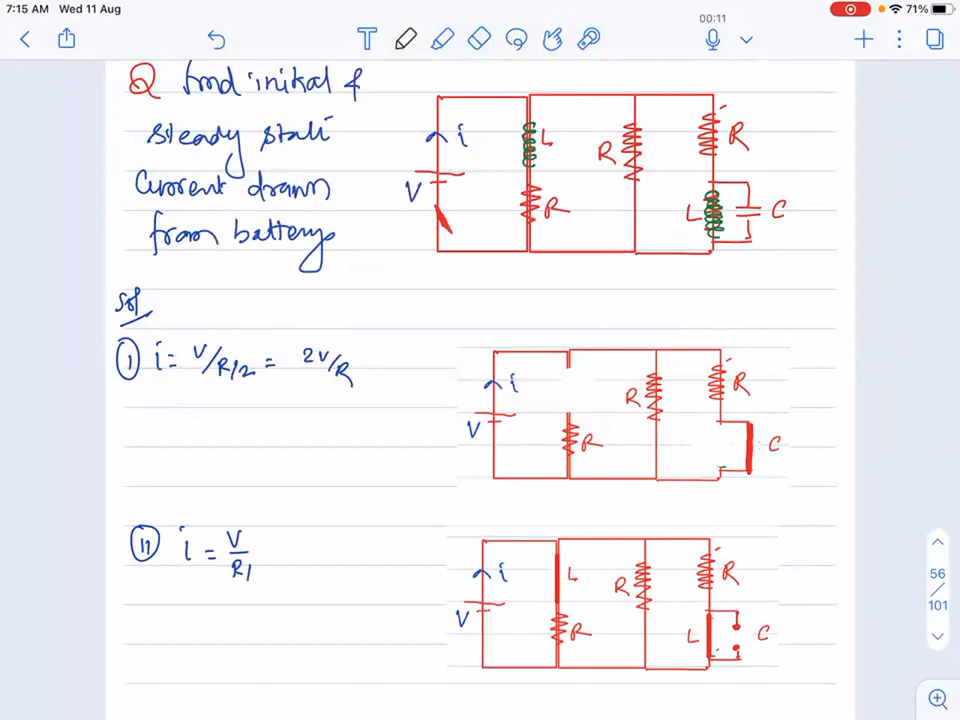 7:15 AM Wed 11 Aug
71%
00:11
T
Q find initial &
steady state
current drawn
from battery
i
V
L
R
R
R
L
C
Sol
(i) i = V/R/2 = 2V/R
i
V
R
R
R
C
(ii) i = V/R/
i
V
L
R
R
R
L
C
56
/
101